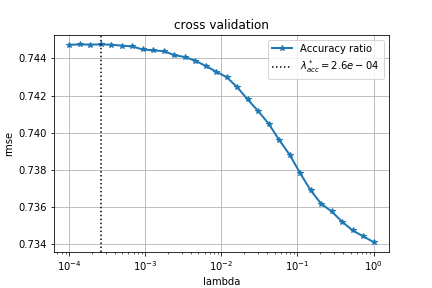 cross validation
Accuracy ratio
λ*acc = 2.6e − 04
rmse
0.744
0.742
0.740
0.738
0.736
0.734
10⁻⁴ 10⁻³ 10⁻² 10⁻¹ 10⁰
lambda